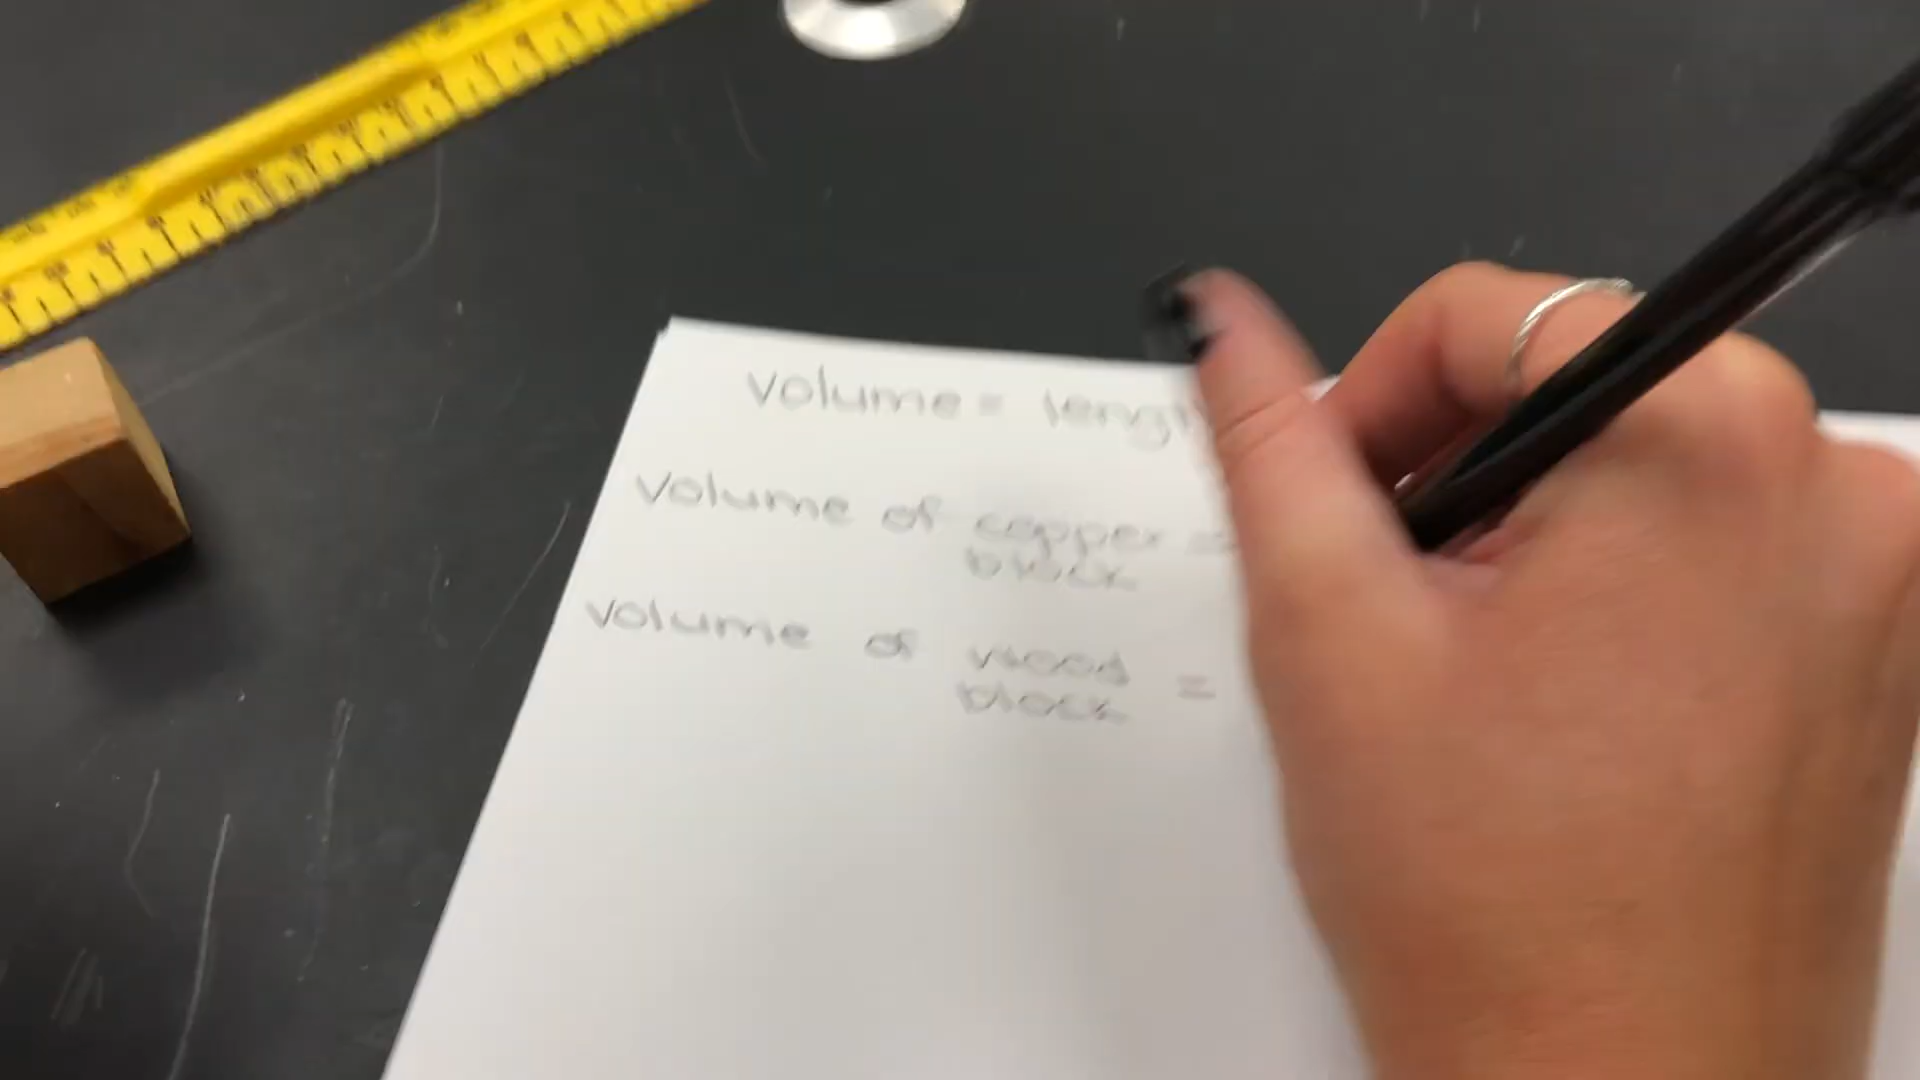 volume = leng
volume of copper =
block
volume of wood =
block